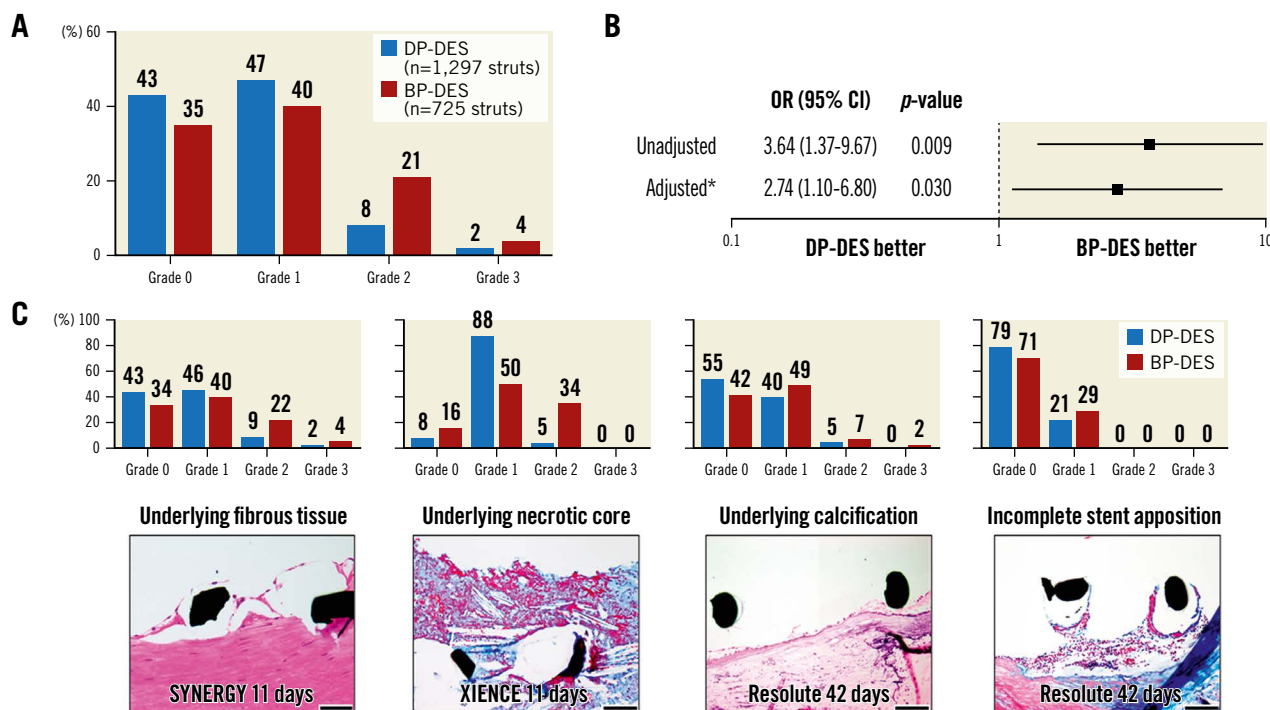 A
(%) 60
40
20
0
43
35
47
40
8
21
2
4
Grade 0
Grade 1
Grade 2
Grade 3
DP-DES
(n=1,297 struts)
BP-DES
(n=725 struts)
B
OR (95% CI)
p-value
Unadjusted
3.64 (1.37–9.67)
0.009
Adjusted*
2.74 (1.10–6.80)
0.030
0.1
1
10
DP-DES better
BP-DES better
C
(%) 100
80
60
40
20
0
43
34
46
40
9
22
2
4
Grade 0
Grade 1
Grade 2
Grade 3
8
16
88
50
5
34
0
0
Grade 0
Grade 1
Grade 2
Grade 3
55
42
40
49
5
7
0
2
Grade 0
Grade 1
Grade 2
Grade 3
79
71
21
29
0
0
0
0
Grade 0
Grade 1
Grade 2
Grade 3
DP-DES
BP-DES
Underlying fibrous tissue
SYNERGY 11 days
Underlying necrotic core
XIENCE 11 days
Underlying calcification
Resolute 42 days
Incomplete stent apposition
Resolute 42 days